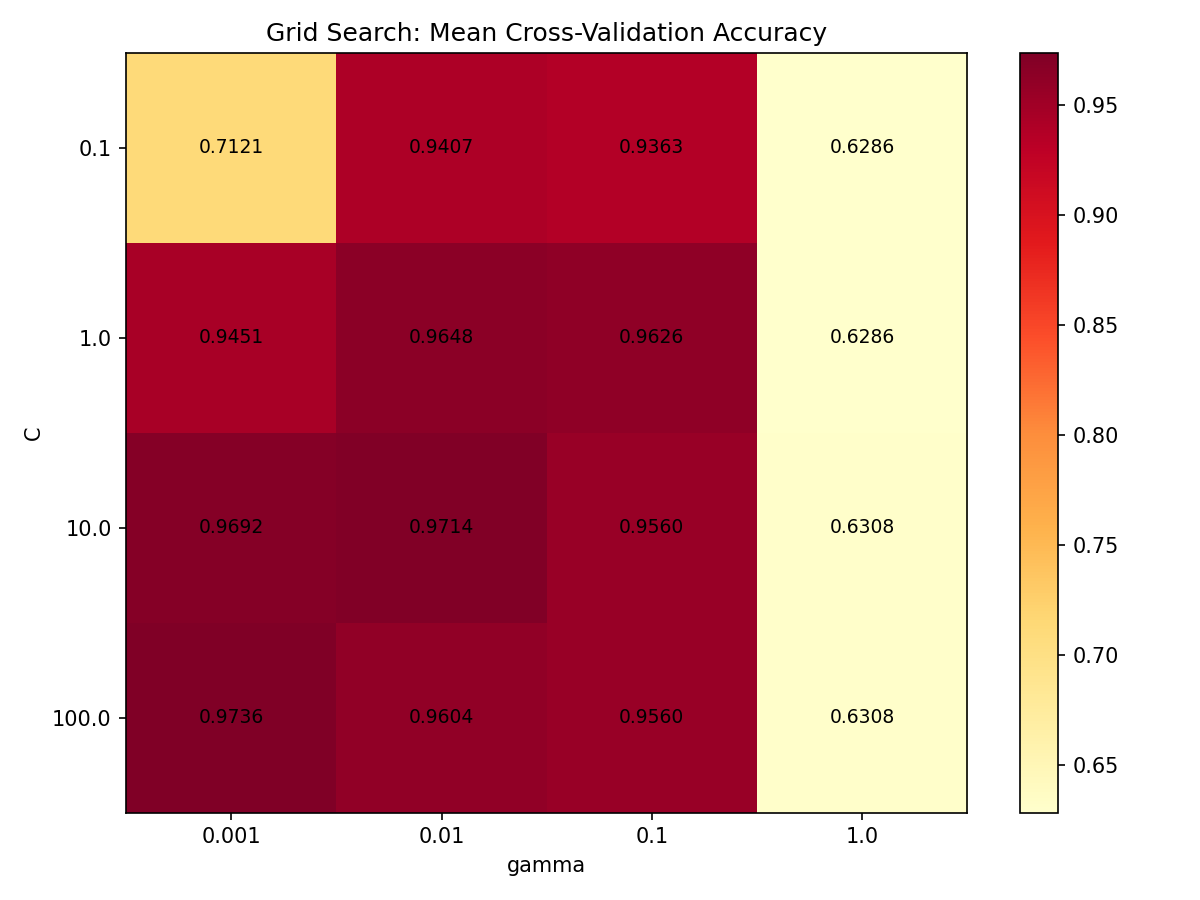 Grid Search: Mean Cross-Validation Accuracy
0.1 0.7121 0.9407 0.9363 0.6286
1.0 0.9451 0.9648 0.9626 0.6286
C
10.0 0.9692 0.9714 0.9560 0.6308
100.0 0.9736 0.9604 0.9560 0.6308
0.001 0.01 0.1 1.0
gamma
0.95
0.90
0.85
0.80
0.75
0.70
0.65